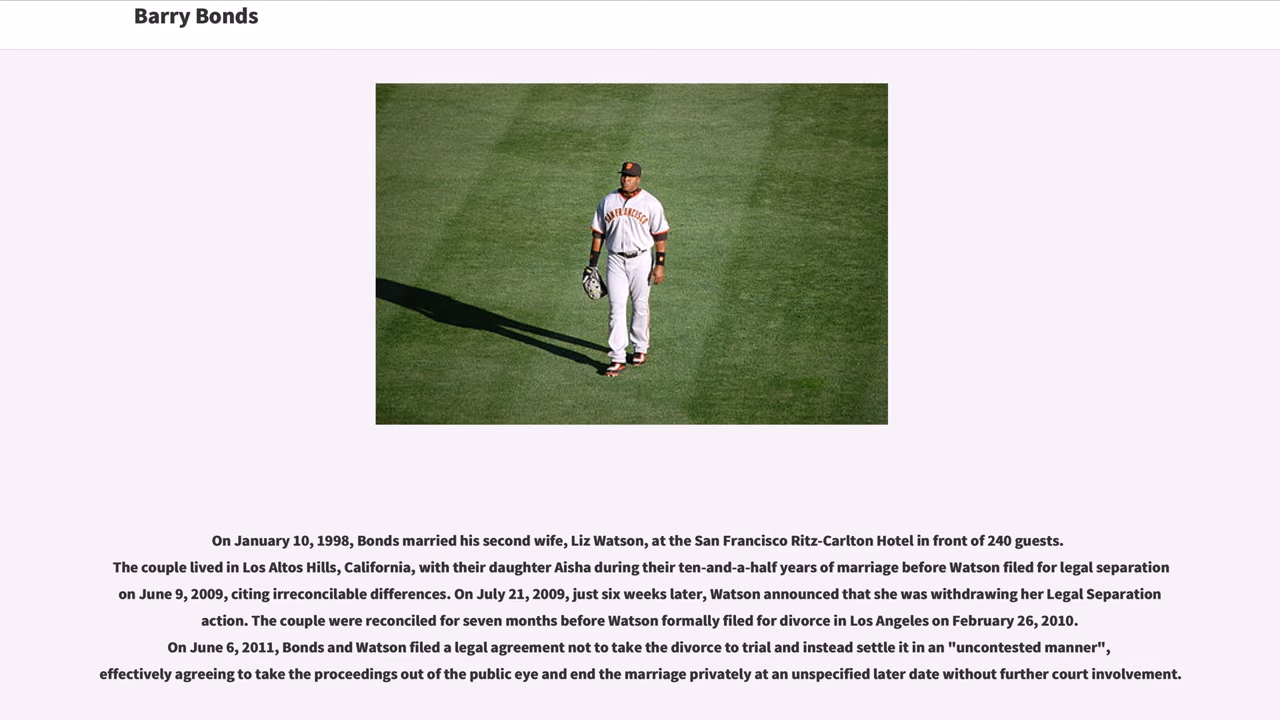 Barry Bonds
SAN FRANCISCO
On January 10, 1998, Bonds married his second wife, Liz Watson, at the San Francisco Ritz-Carlton Hotel in front of 240 guests.
The couple lived in Los Altos Hills, California, with their daughter Aisha during their ten-and-a-half years of marriage before Watson filed for legal separation
on June 9, 2009, citing irreconcilable differences. On July 21, 2009, just six weeks later, Watson announced that she was withdrawing her Legal Separation
action. The couple were reconciled for seven months before Watson formally filed for divorce in Los Angeles on February 26, 2010.
On June 6, 2011, Bonds and Watson filed a legal agreement not to take the divorce to trial and instead settle it in an "uncontested manner",
effectively agreeing to take the proceedings out of the public eye and end the marriage privately at an unspecified later date without further court involvement.